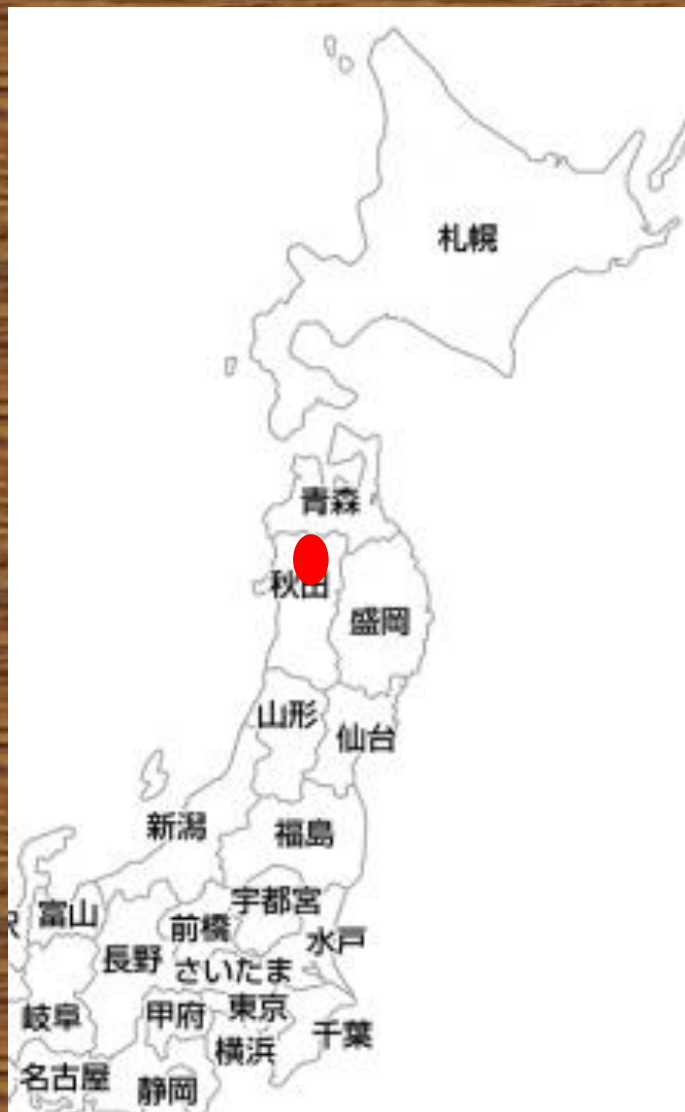 札幌
青森
秋田
盛岡
山形
仙台
新潟
福島
宇都宮
富山
前橋
水戸
長野
さいたま
岐阜
甲府
東京
千葉
横浜
名古屋
静岡